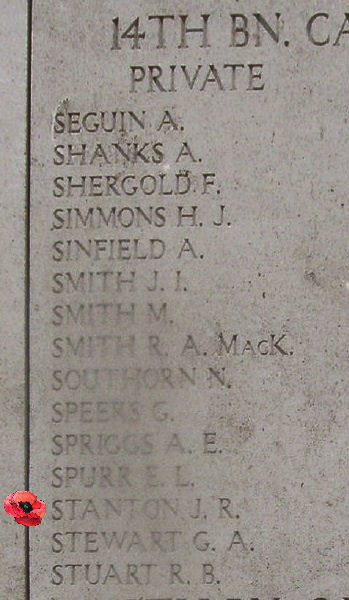 14TH BN. CA
PRIVATE
SEGUIN A.
SHANKS A.
SHERGOLD F.
SIMMONS H. J.
SINFIELD A.
SMITH J. I.
SMITH M.
SMITH R. A. MACK.
SOUTHORN N.
SPEERS G.
SPRIGGS A. E.
SPURR E. L.
STANTON J. R.
STEWART G. A.
STUART R. B.